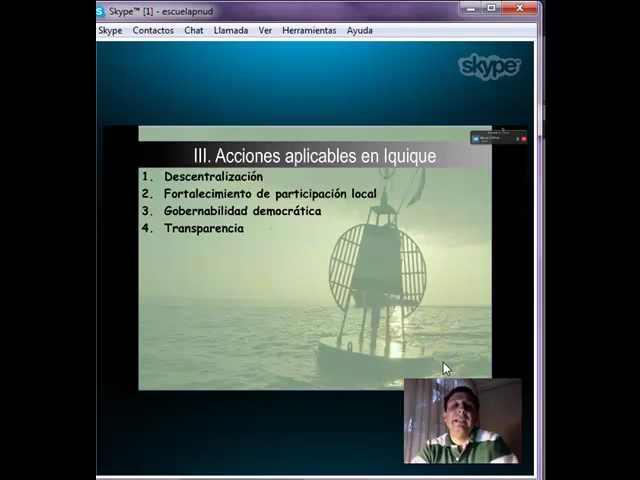 Skype™ [1] - escuelapnud
Skype Contactos Chat Llamada Ver Herramientas Ayuda
skype
III. Acciones aplicables en Iquique
1. Descentralización
2. Fortalecimiento de participación local
3. Gobernabilidad democrática
4. Transparencia